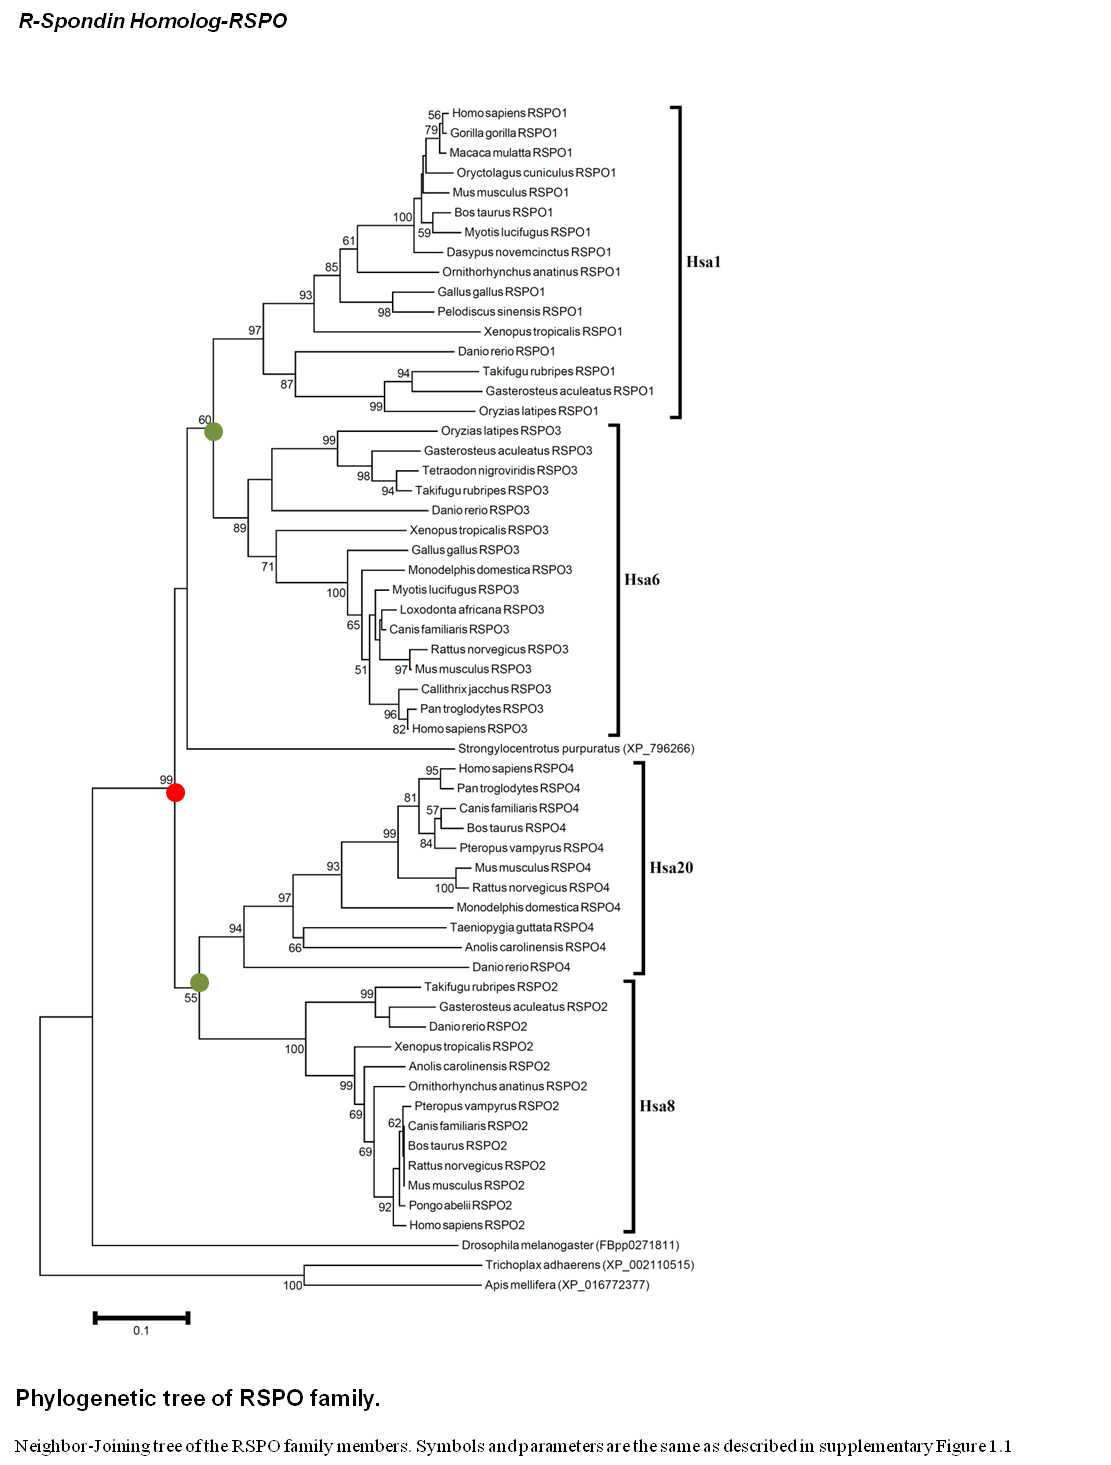 R-Spondin Homolog-RSPO
56
Homo sapiens RSPO1
79
Gorilla gorilla RSPO1
Macaca mulatta RSPO1
Oryctolagus cuniculus RSPO1
Mus musculus RSPO1
100
Bos taurus RSPO1
59
Myotis lucifugus RSPO1
61
Dasypus novemcinctus RSPO1
85
Ornithorhynchus anatinus RSPO1
Hsa1
93
Gallus gallus RSPO1
98
Pelodiscus sinensis RSPO1
97
Xenopus tropicalis RSPO1
Danio rerio RSPO1
87
94
Takifugu rubripes RSPO1
Gasterosteus aculeatus RSPO1
99
Oryzias latipes RSPO1
60
99
Oryzias latipes RSPO3
Gasterosteus aculeatus RSPO3
98
Tetraodon nigroviridis RSPO3
94
Takifugu rubripes RSPO3
Danio rerio RSPO3
89
Xenopus tropicalis RSPO3
71
Gallus gallus RSPO3
Monodelphis domestica RSPO3
Hsa6
100
Myotis lucifugus RSPO3
Loxodonta africana RSPO3
65
Canis familiaris RSPO3
Rattus norvegicus RSPO3
51
97
Mus musculus RSPO3
Callithrix jacchus RSPO3
96
Pan troglodytes RSPO3
82
Homo sapiens RSPO3
Strongylocentrotus purpuratus (XP_796266)
99
95
Homo sapiens RSPO4
Pan troglodytes RSPO4
81
57
Canis familiaris RSPO4
Bos taurus RSPO4
99
84
Pteropus vampyrus RSPO4
93
Mus musculus RSPO4
Hsa20
100
Rattus norvegicus RSPO4
97
Monodelphis domestica RSPO4
94
Taeniopygia guttata RSPO4
66
Anolis carolinensis RSPO4
Danio rerio RSPO4
55
99
Takifugu rubripes RSPO2
Gasterosteus aculeatus RSPO2
Danio rerio RSPO2
100
Xenopus tropicalis RSPO2
Anolis carolinensis RSPO2
99
Ornithorhynchus anatinus RSPO2
Hsa8
69
Pteropus vampyrus RSPO2
62
Canis familiaris RSPO2
69
Bos taurus RSPO2
Rattus norvegicus RSPO2
Mus musculus RSPO2
92
Pongo abelii RSPO2
Homo sapiens RSPO2
Drosophila melanogaster (FBpp0271811)
Trichoplax adhaerens (XP_002110515)
100
Apis mellifera (XP_016772377)
0.1
Phylogenetic tree of RSPO family.
Neighbor-Joining tree of the RSPO family members. Symbols and parameters are the same as described in supplementary Figure 1.1